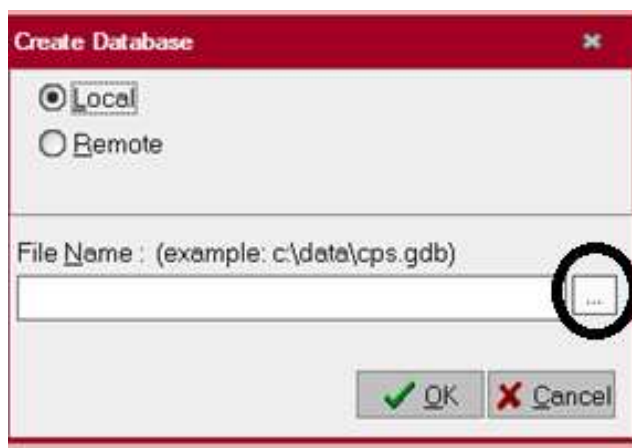 Create Database
Local
Remote
File Name : (example: c:\data\cps.gdb)
...
OK
Cancel